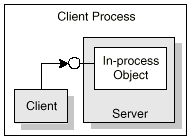 Client Process
In-process
Object
Client
Server